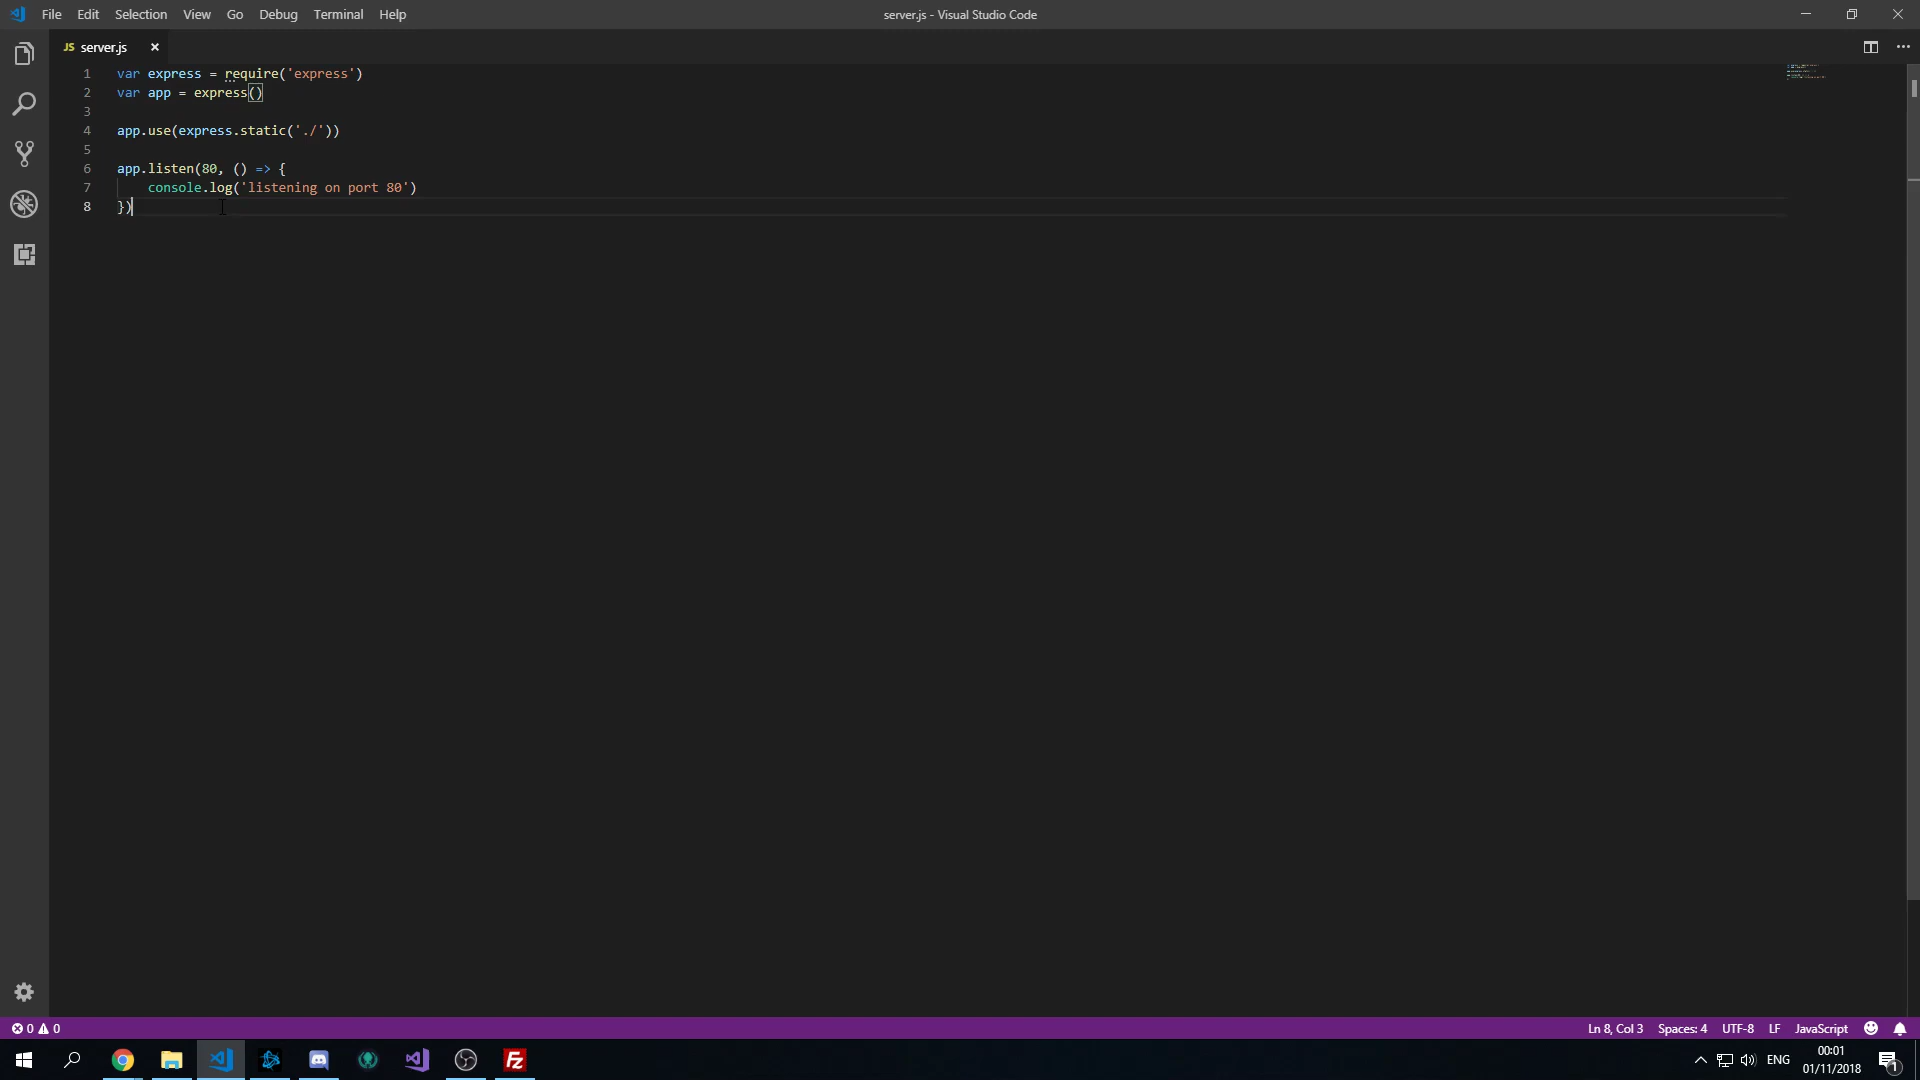 File Edit Selection View Go Debug Terminal Help
server.js - Visual Studio Code
JS server.js
1 var express = require('express')
2 var app = express()
3
4 app.use(express.static('./'))
5
6 app.listen(80, () => {
7     console.log('listening on port 80')
8 })
0 0
Ln 8, Col 3 Spaces: 4 UTF-8 LF JavaScript
Fz
ENG
00:01
01/11/2018
1